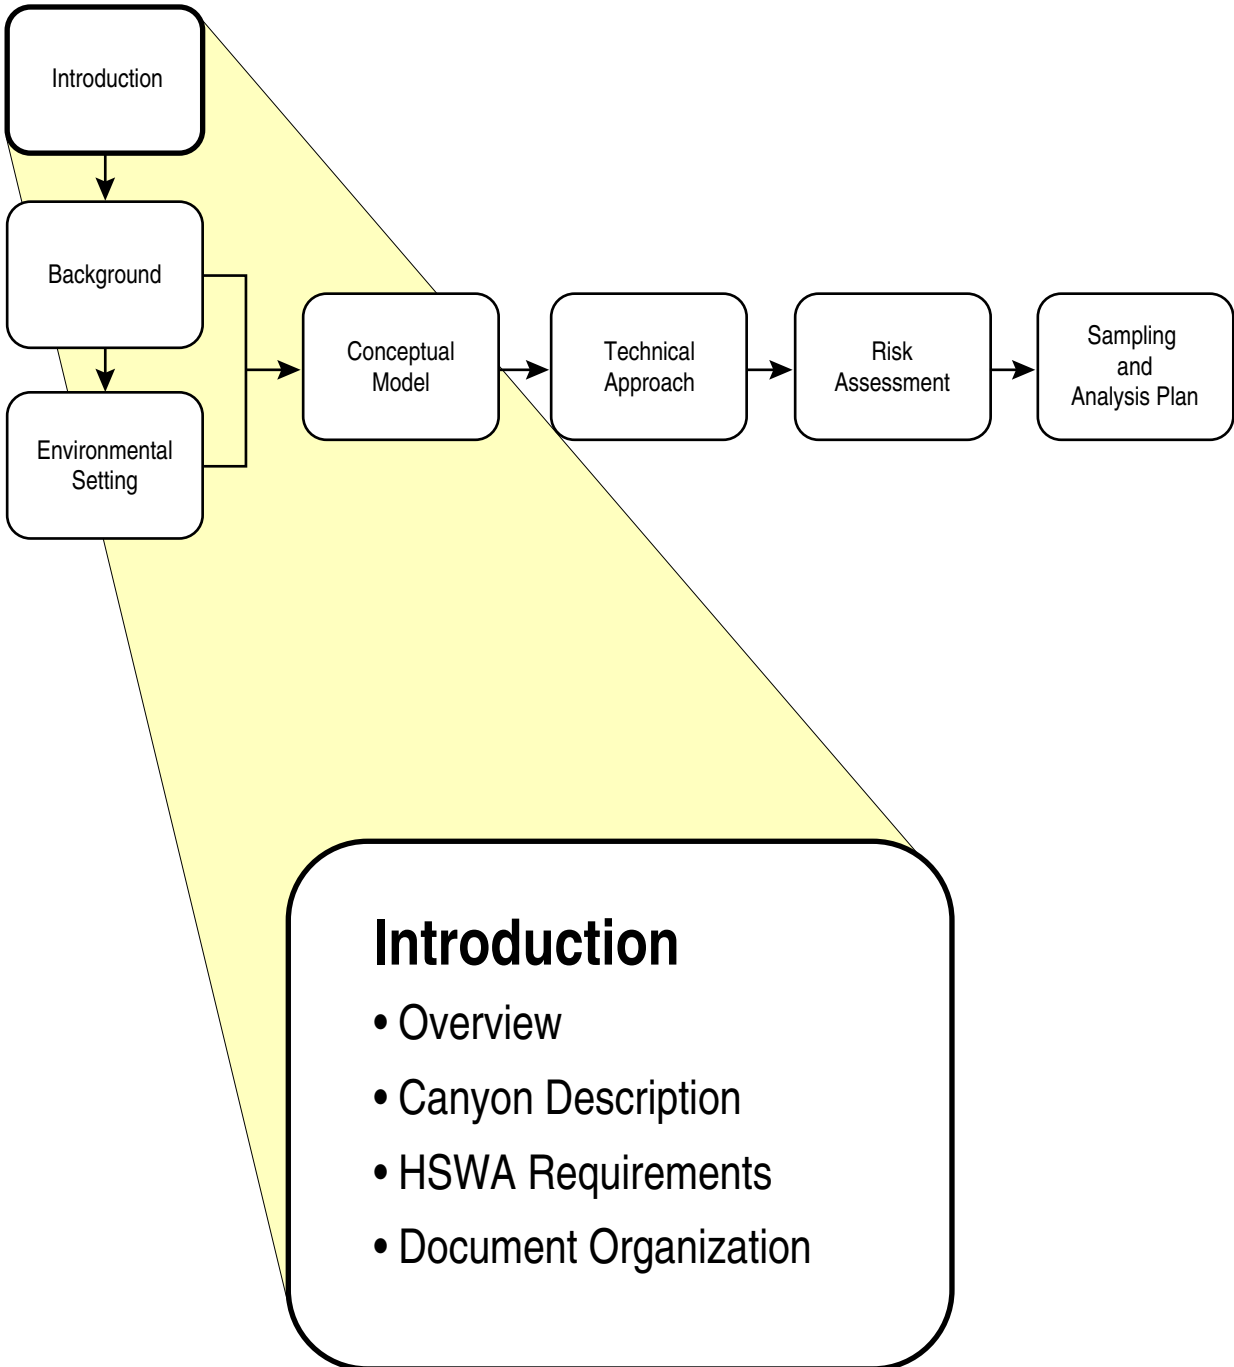 Introduction
Background
Environmental
Setting
Conceptual
Model
Technical
Approach
Risk
Assessment
Sampling
and
Analysis Plan
Introduction
• Overview
• Canyon Description
• HSWA Requirements
• Document Organization